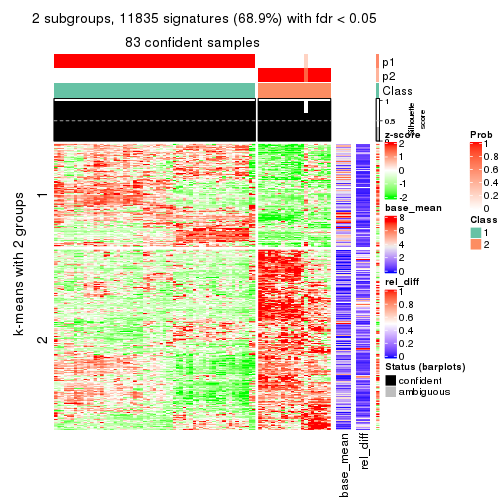 2 subgroups, 11835 signatures (68.9%) with fdr < 0.05
83 confident samples
p1
p2
Class
1
0.5
0
Silhouette
score
k-means with 2 groups
1
2
base_mean
rel_diff
z-score
2
1
0
-1
-2
base_mean
8
6
4
2
0
rel_diff
1
0.8
0.6
0.4
0.2
0
Status (barplots)
confident
ambiguous
Prob
1
0.8
0.6
0.4
0.2
0
Class
1
2